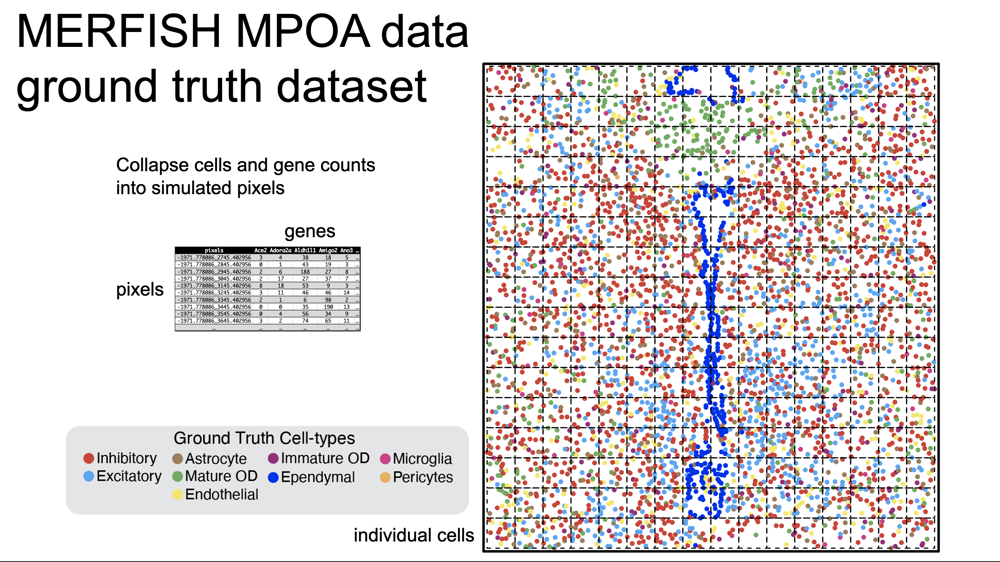 MERFISH MPOA data
ground truth dataset
Collapse cells and gene counts
into simulated pixels
genes
pixels
pixels Ace2 Adora2a Aldh1l1 Amigo2 Ano3 …
-1971.778086_2745.402956 3 4 38 18 5 …
-1971.778086_2845.402956 0 1 43 19 3 …
-1971.778086_2945.402956 2 6 188 27 8 …
-1971.778086_3045.402956 2 17 27 37 7 …
-1971.778086_3145.402956 8 18 53 9 3 …
-1971.778086_3245.402956 3 11 46 46 14 …
-1971.778086_3345.402956 2 1 6 98 2 …
-1971.778086_3445.402956 0 0 35 190 13 …
-1971.778086_3545.402956 0 4 56 34 9 …
-1971.778086_3645.402956 3 2 74 65 11 …
… … … … … … …
Ground Truth Cell-types
Inhibitory Astrocyte Immature OD Microglia
Excitatory Mature OD Ependymal Pericytes
Endothelial
individual cells